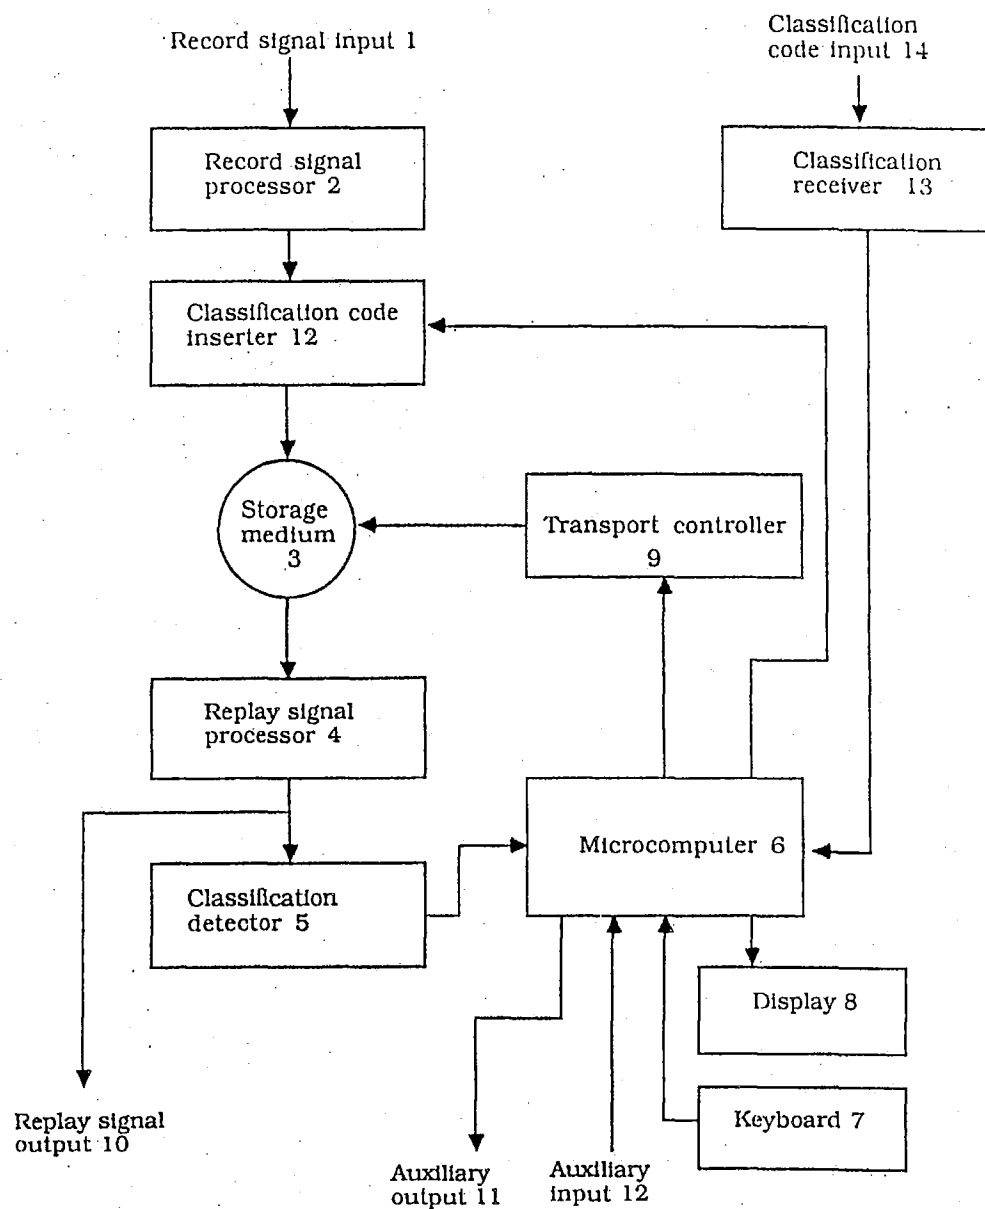 Record signal input 1
Classification
code input 14
Record signal
processor 2
Classification
receiver 13
Classification code
inserter 12
Storage
medium
3
Transport controller
9
Replay signal
processor 4
Microcomputer 6
Classification
detector 5
Display 8
Keyboard 7
Replay signal
output 10
Auxiliary
output 11
Auxiliary
input 12